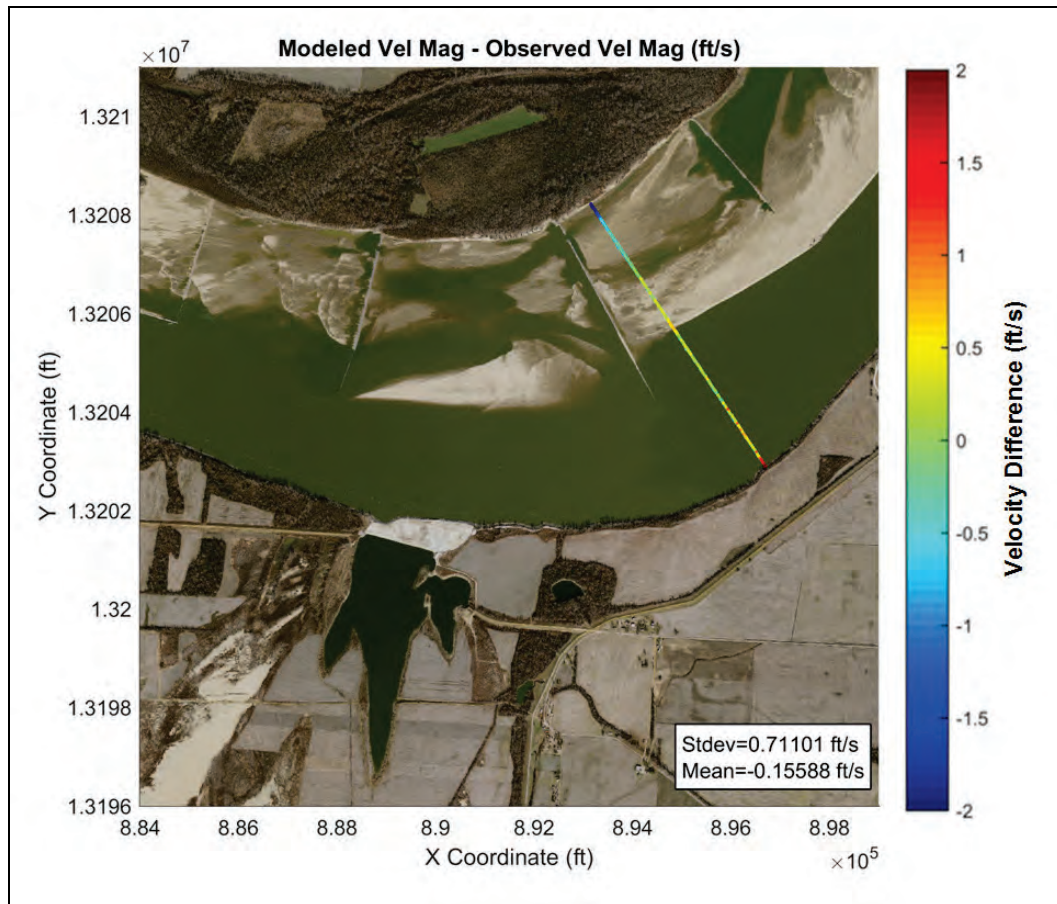 Modeled Vel Mag - Observed Vel Mag (ft/s)
×10⁷
1.321
1.3208
1.3206
1.3204
1.3202
1.32
1.3198
1.3196
Y Coordinate (ft)
8.84 8.86 8.88 8.9 8.92 8.94 8.96 8.98
X Coordinate (ft)
×10⁵
Stdev=0.71101 ft/s
Mean=-0.15588 ft/s
2
1.5
1
0.5
0
-0.5
-1
-1.5
-2
Velocity Difference (ft/s)